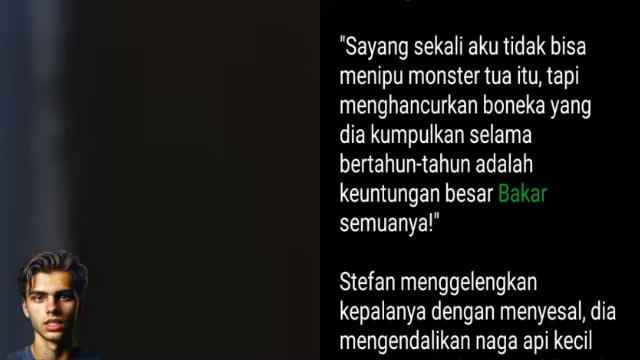 "Sayang sekali aku tidak bisa
menipu monster tua itu, tapi
menghancurkan boneka yang
dia kumpulkan selama
bertahun-tahun adalah
keuntungan besar Bakar
semuanya!"
Stefan menggelengkan
kepalanya dengan menyesal, dia
mengendalikan naga api kecil